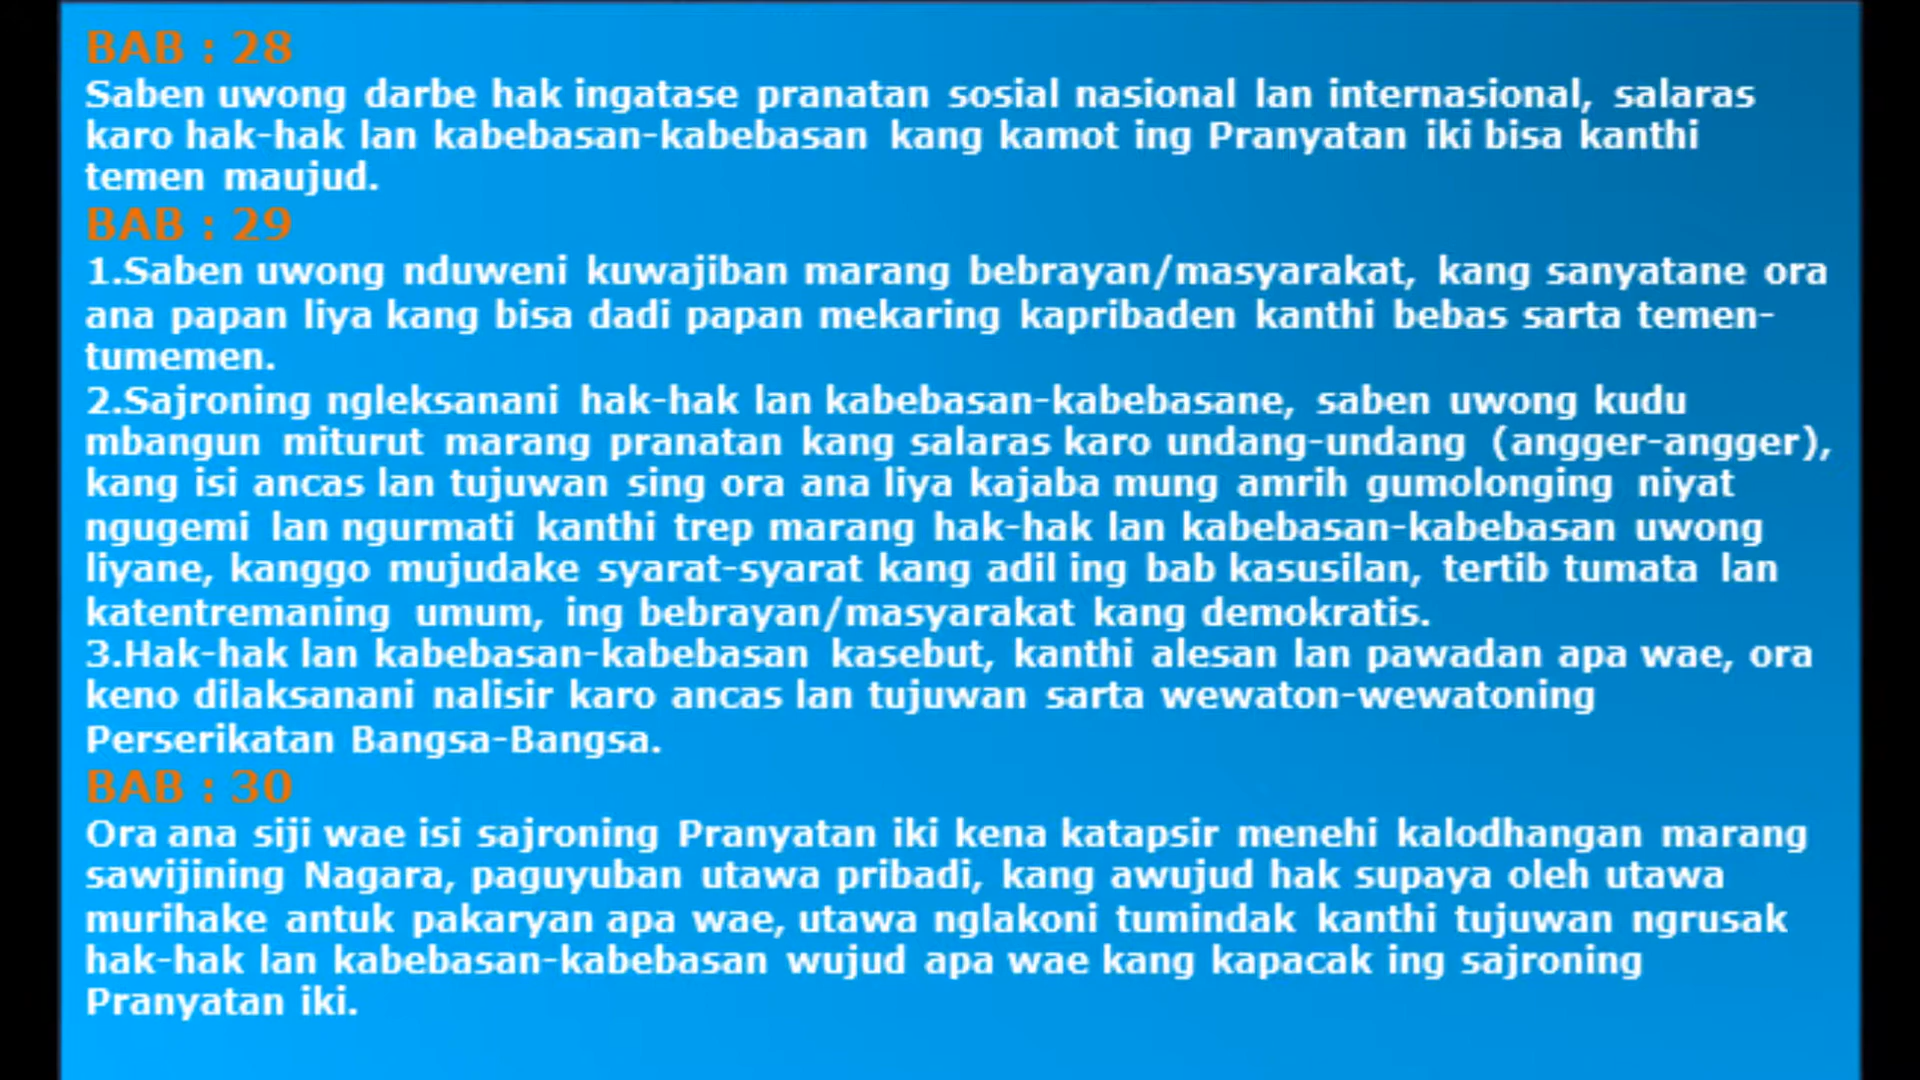 BAB : 28
Saben uwong darbe hak ingatase pranatan sosial nasional lan internasional, salaras
karo hak-hak lan kabebasan-kabebasan kang kamot ing Pranyatan iki bisa kanthi
temen maujud.
BAB : 29
1.Saben uwong nduweni kuwajiban marang bebrayan/masyarakat, kang sanyatane ora
ana papan liya kang bisa dadi papan mekaring kapribaden kanthi bebas sarta temen-
tumemen.
2.Sajroning ngleksanani hak-hak lan kabebasan-kabebasane, saben uwong kudu
mbangun miturut marang pranatan kang salaras karo undang-undang (angger-angger),
kang isi ancas lan tujuwan sing ora ana liya kajaba mung amrih gumolonging niyat
ngugemi lan ngurmati kanthi trep marang hak-hak lan kabebasan-kabebasan uwong
liyane, kanggo mujudake syarat-syarat kang adil ing bab kasusilan, tertib tumata lan
katentremaning umum, ing bebrayan/masyarakat kang demokratis.
3.Hak-hak lan kabebasan-kabebasan kasebut, kanthi alesan lan pawadan apa wae, ora
keno dilaksanani nalisir karo ancas lan tujuwan sarta wewaton-wewatoning
Perserikatan Bangsa-Bangsa.
BAB : 30
Ora ana siji wae isi sajroning Pranyatan iki kena katapsir menehi kalodhangan marang
sawijining Nagara, paguyuban utawa pribadi, kang awujud hak supaya oleh utawa
murihake antuk pakaryan apa wae, utawa nglakoni tumindak kanthi tujuwan ngrusak
hak-hak lan kabebasan-kabebasan wujud apa wae kang kapacak ing sajroning
Pranyatan iki.